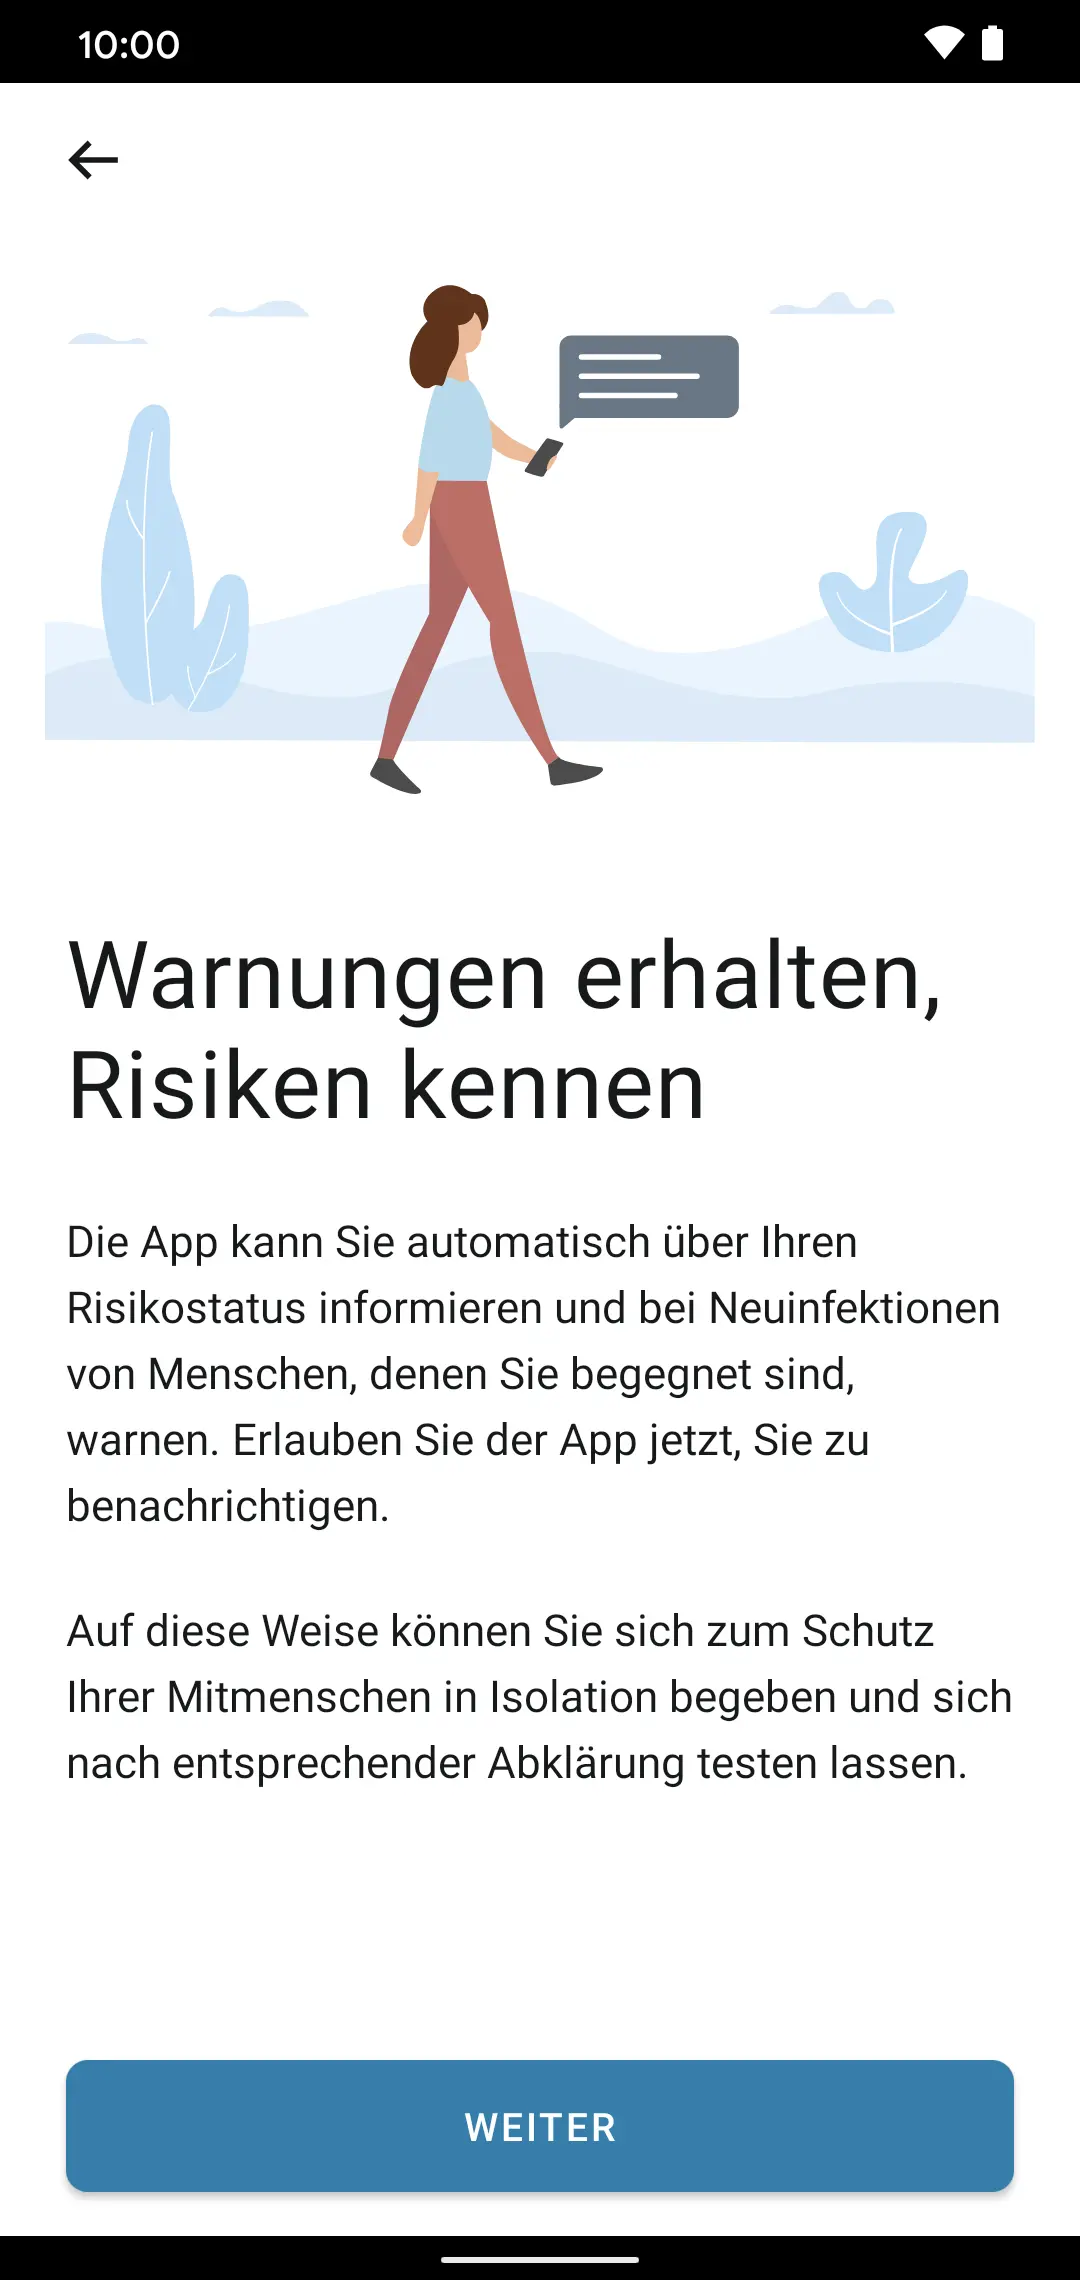 10:00
Warnungen erhalten,
Risiken kennen
Die App kann Sie automatisch über Ihren
Risikostatus informieren und bei Neuinfektionen
von Menschen, denen Sie begegnet sind,
warnen. Erlauben Sie der App jetzt, Sie zu
benachrichtigen.
Auf diese Weise können Sie sich zum Schutz
Ihrer Mitmenschen in Isolation begeben und sich
nach entsprechender Abklärung testen lassen.
WEITER